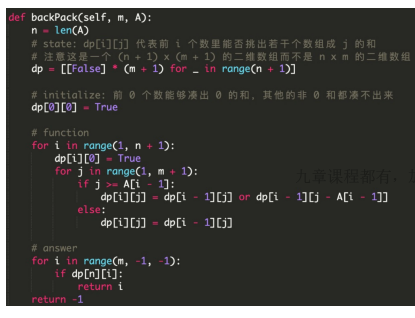 def backPack(self, m, A):
    n = len(A)
    # state: dp[i][j] 代表前 i 个数里能否挑出若干个数组成 j 的和
    # 注意这是一个 (n + 1) x (m + 1) 的二维数组而不是 n x m 的二维数组
    dp = [[False] * (m + 1) for _ in range(n + 1)]
    # initialize: 前 0 个数能够凑出 0 的和, 其他的非 0 和都凑不出来
    dp[0][0] = True
    # function
    for i in range(1, n + 1):
        dp[i][0] = True
        for j in range(1, m + 1):
            if j >= A[i - 1]:
                dp[i][j] = dp[i - 1][j] or dp[i - 1][j - A[i - 1]]
            else:
                dp[i][j] = dp[i - 1][j]
九章课程都有，
    # answer
    for i in range(m, -1, -1):
        if dp[n][i]:
            return i
    return -1